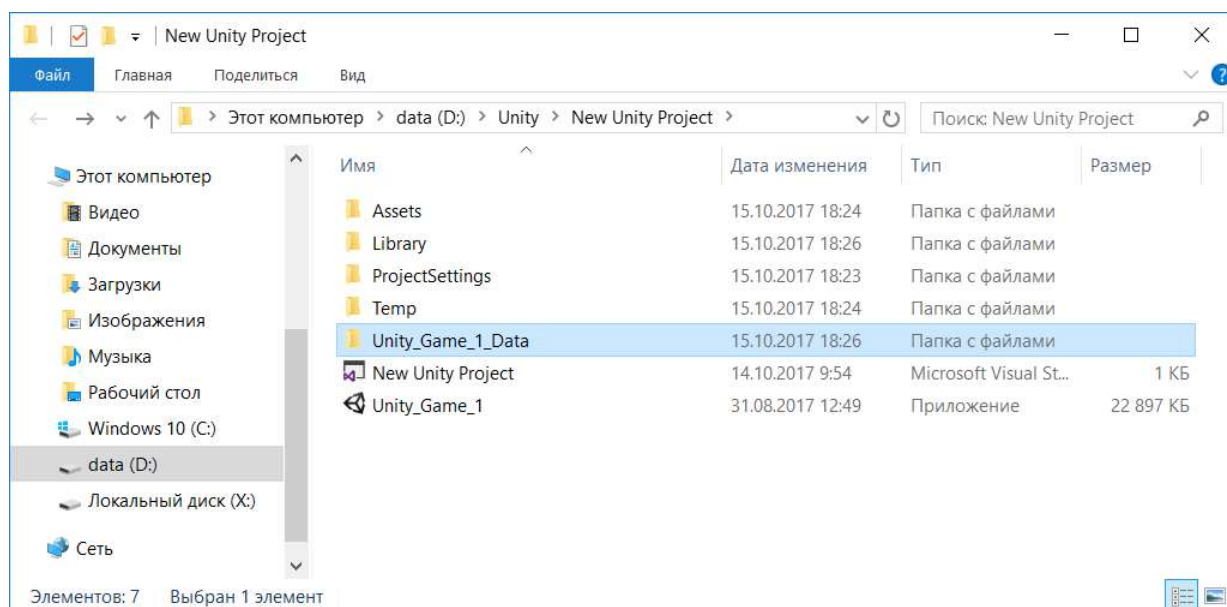 New Unity Project
Файл Главная Поделиться Вид
Этот компьютер > data (D:) > Unity > New Unity Project >
Поиск: New Unity Project
Этот компьютер
Видео
Документы
Загрузки
Изображения
Музыка
Рабочий стол
Windows 10 (C:)
data (D:)
Локальный диск (X:)
Сеть
Имя Дата изменения Тип Размер
Assets 15.10.2017 18:24 Папка с файлами
Library 15.10.2017 18:26 Папка с файлами
ProjectSettings 15.10.2017 18:23 Папка с файлами
Temp 15.10.2017 18:24 Папка с файлами
Unity_Game_1_Data 15.10.2017 18:26 Папка с файлами
New Unity Project 14.10.2017 9:54 Microsoft Visual St... 1 КБ
Unity_Game_1 31.08.2017 12:49 Приложение 22 897 КБ
Элементов: 7 Выбран 1 элемент